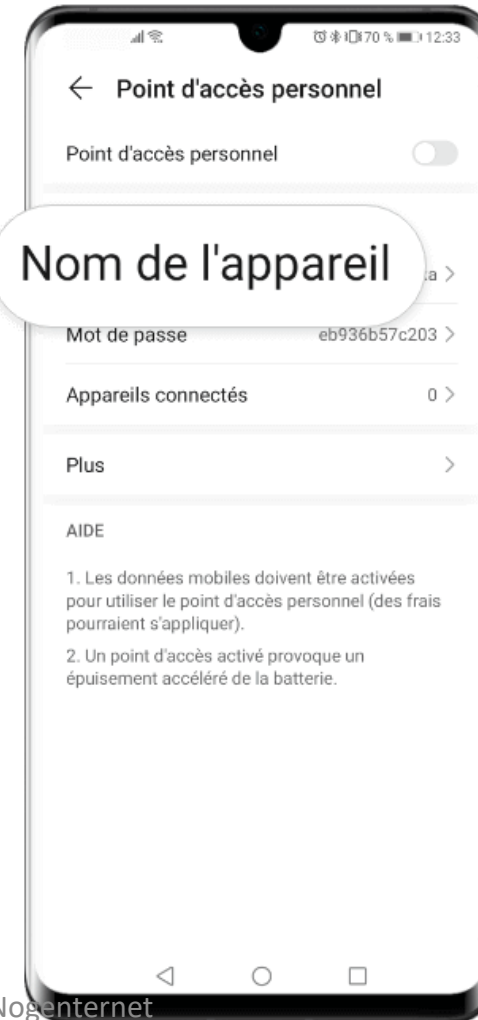 70 % 12:33
Point d'accès personnel
Point d'accès personnel
Nom de l'appareil
Mot de passe eb936b57c203
Appareils connectés 0
Plus
AIDE
1. Les données mobiles doivent être activées
pour utiliser le point d'accès personnel (des frais
pourraient s'appliquer).
2. Un point d'accès activé provoque un
épuisement accéléré de la batterie.
Nogenternet